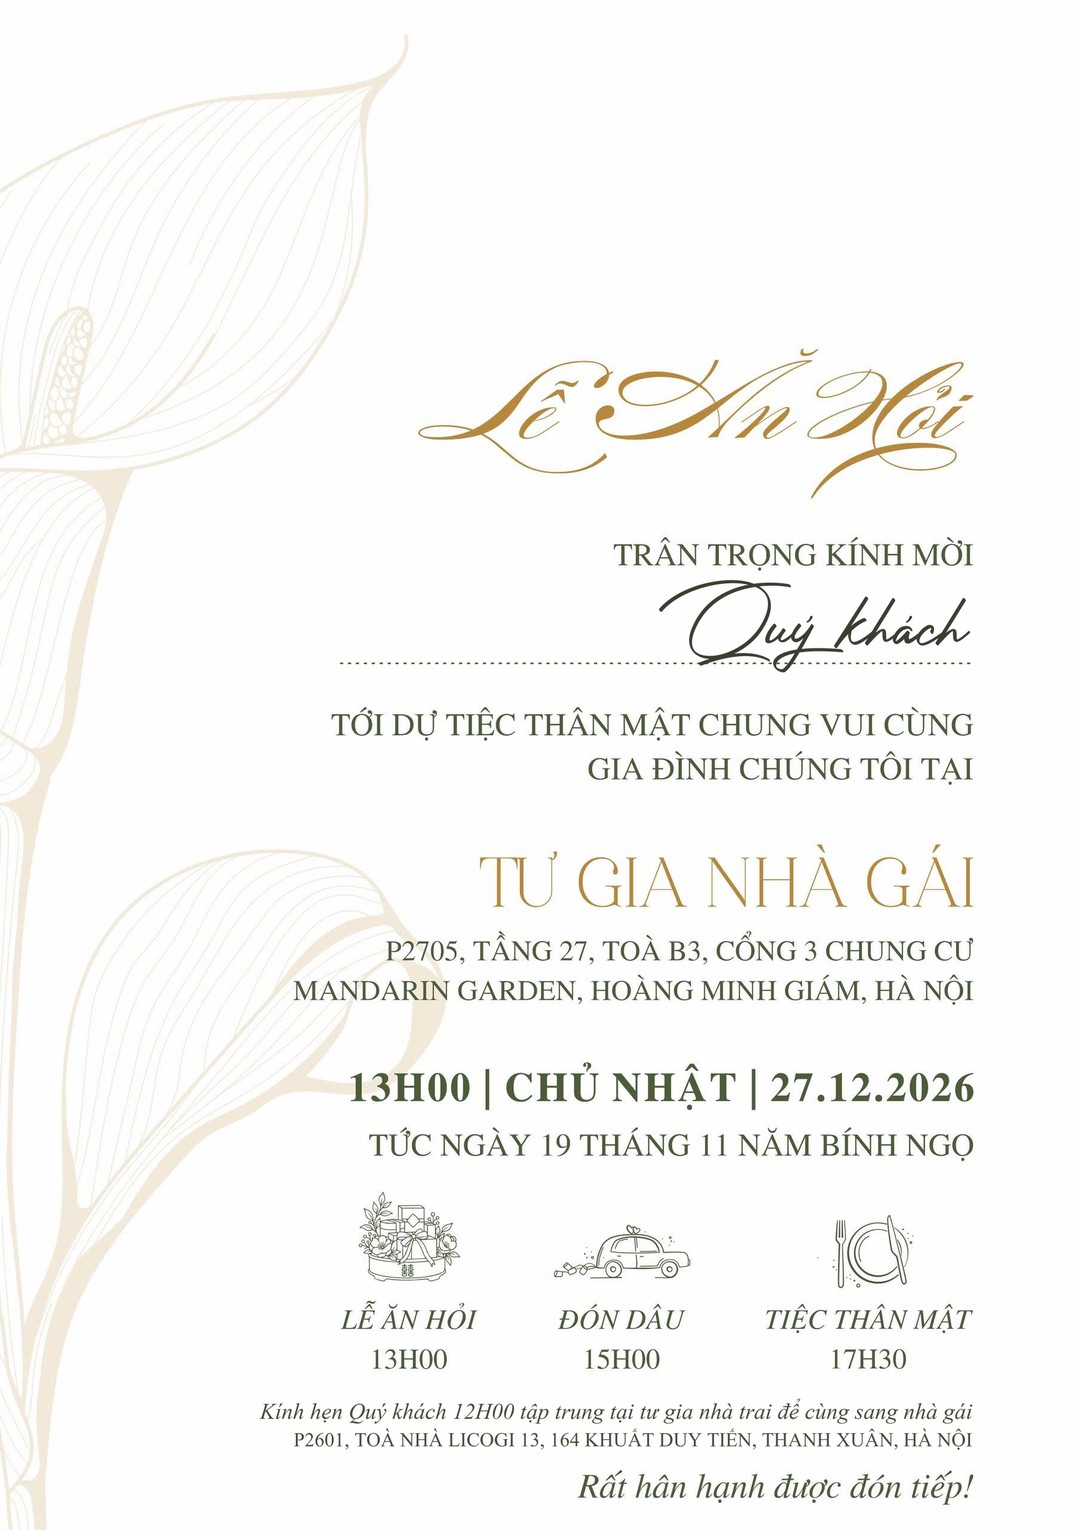 Lễ Ăn Hỏi
TRÂN TRỌNG KÍNH MỜI
Quý khách
TỚI DỰ TIỆC THÂN MẬT CHUNG VUI CÙNG
GIA ĐÌNH CHÚNG TÔI TẠI
TƯ GIA NHÀ GÁI
P2705, TẦNG 27, TOÀ B3, CỔNG 3 CHUNG CƯ
MANDARIN GARDEN, HOÀNG MINH GIÁM, HÀ NỘI
13H00 | CHỦ NHẬT | 27.12.2026
TỨC NGÀY 19 THÁNG 11 NĂM BÍNH NGỌ
囍
LỄ ĂN HỎI ĐÓN DÂU TIỆC THÂN MẬT
13H00 15H00 17H30
Kính hẹn Quý khách 12H00 tập trung tại tư gia nhà trai để cùng sang nhà gái
P2601, TOÀ NHÀ LICOGI 13, 164 KHUẤT DUY TIẾN, THANH XUÂN, HÀ NỘI
Rất hân hạnh được đón tiếp!